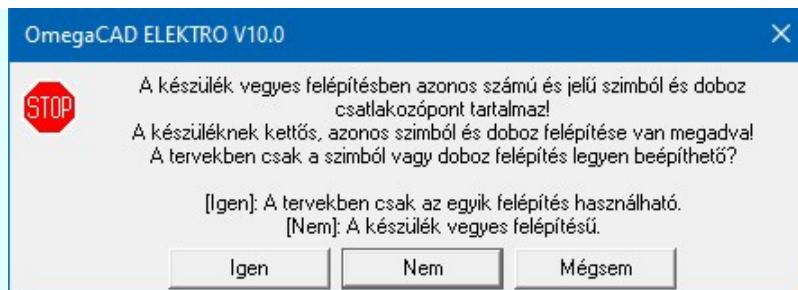 OmegaCAD ELEKTRO V10.0
STOP
A készülék vegyes felépítésben azonos számú és jelű szimból és doboz
csatlakozópont tartalmaz!
A készüléknek kettős, azonos szimból és doboz felépítése van megadva!
A tervekben csak a szimból vagy doboz felépítés legyen beépíthető?
[Igen]: A tervekben csak az egyik felépítés használható.
[Nem]: A készülék vegyes felépítésű.
Igen
Nem
Mégsem